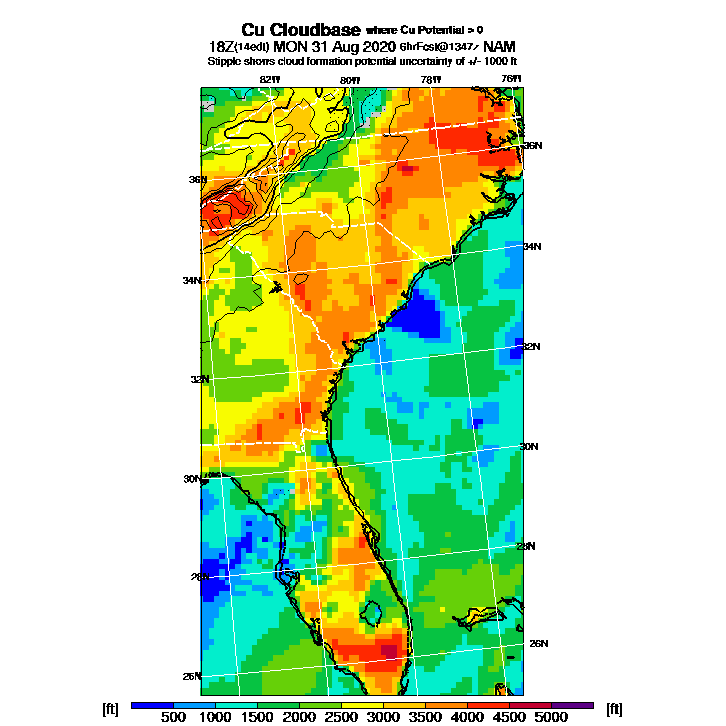 Cu Cloudbase where Cu Potential > 0
18Z(14edt) MON 31 Aug 2020 6hrFcst@1347z NAM
Stipple shows cloud formation potential uncertainty of +/- 1000 ft
82W 80W 78W 76W
36N
36N
34N
34N
32N
32N
30N
30N
28N
28N
26N
26N
[ft] 500 1000 1500 2000 2500 3000 3500 4000 4500 5000 [ft]